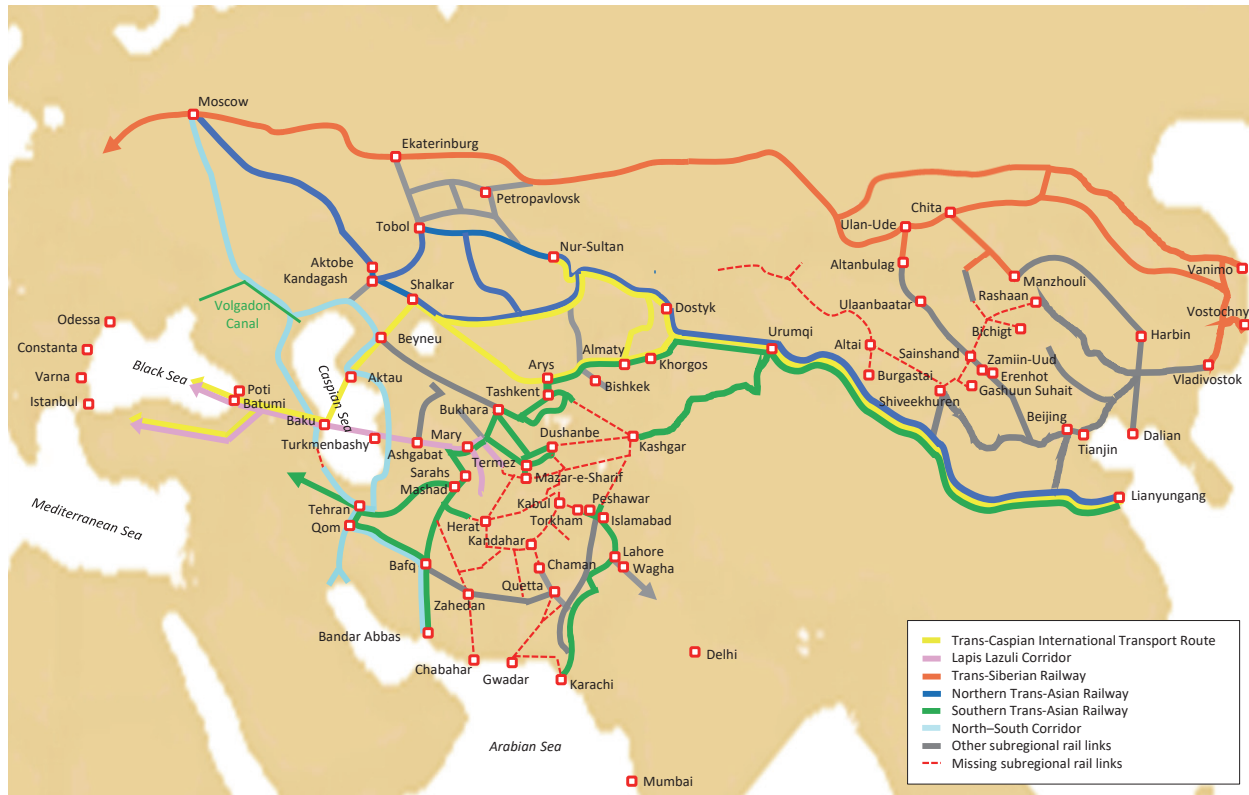 Moscow
Ekaterinburg
Petropavlovsk
Tobol
Chita
Ulan-Ude
Nur-Sultan
Aktobe
Kandagash
Altanbulag
Vanimo
Manzhouli
Shalkar
Rashaan
Volgadon
Canal
Dostyk
Ulaanbaatar
Vostochny
Odessa
Bichigt
Beyneu
Urumqi
Harbin
Constanta
Almaty
Khorgos
Altai
Sainshand
Black Sea
Arys
Zamiin-Uud
Varna
Aktau
Bishkek
Burgastai
Erenhot
Vladivostok
Caspian Sea
Poti
Tashkent
Gashuun Suhait
Istanbul
Batumi
Shiveekhuren
Bukhara
Beijing
Baku
Dushanbe
Turkmenbashy
Mary
Kashgar
Tianjin
Dalian
Ashgabat
Termez
Sarahs
Mazar-e-Sharif
Mashad
Lianyungang
Mediterranean Sea
Tehran
Kabul
Peshawar
Qom
Herat
Torkham
Islamabad
Kandahar
Lahore
Bafq
Chaman
Wagha
Quetta
Zahedan
Bandar Abbas
Delhi
Chabahar
Gwadar
Karachi
Arabian Sea
Mumbai
Trans-Caspian International Transport Route
Lapis Lazuli Corridor
Trans-Siberian Railway
Northern Trans-Asian Railway
Southern Trans-Asian Railway
North–South Corridor
Other subregional rail links
Missing subregional rail links